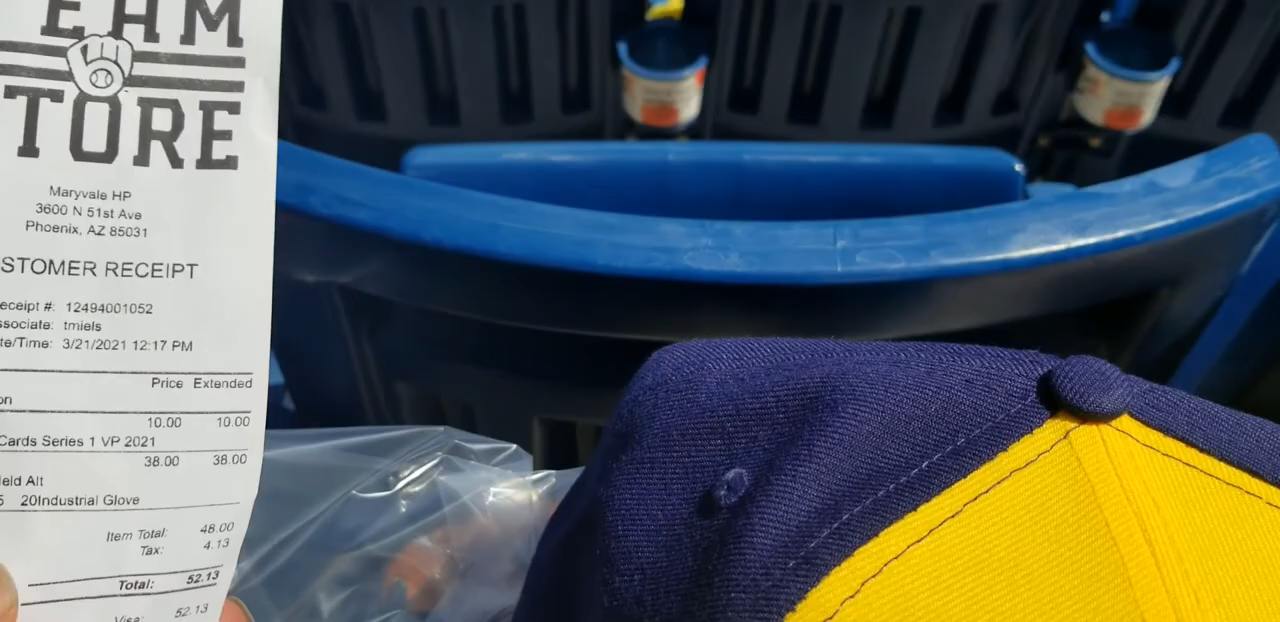 EAM
TORE
Maryvale HP
3600 N 51st Ave
Phoenix, AZ 85031
STOMER RECEIPT
eceipt #: 12494001052
ssociate: tmiels
te/Time: 3/21/2021 12:17 PM
Price Extended
on
10.00 10.00
Cards Series 1 VP 2021
38.00 38.00
ield Alt
5 20Industrial Glove
Item Total: 48.00
Tax: 4.13
Total: 52.13
Visa: 52.13